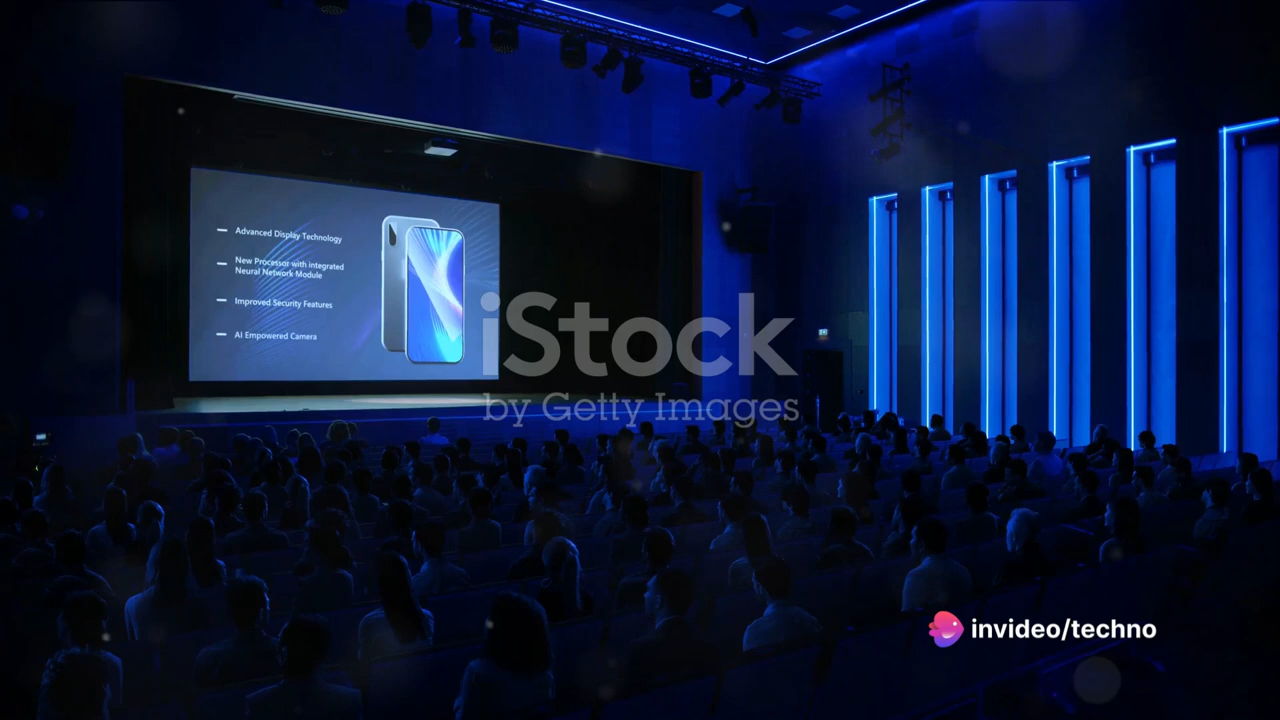 Advanced Display Technology
New Processor with integrated
Neural Network Module
Improved Security Features
AI Empowered Camera
iStock
by Getty Images
invideo/techno